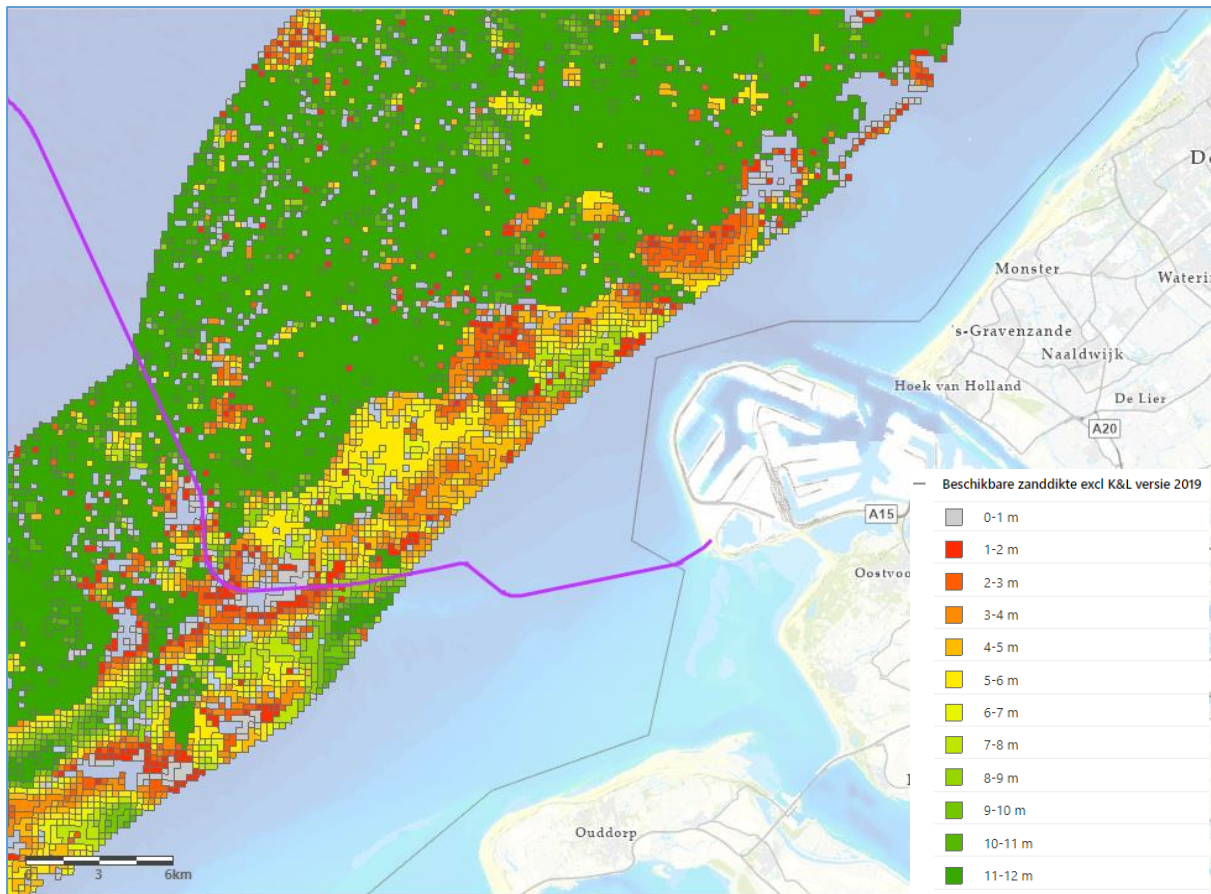 De
Monster
Waterin
's-Gravenzande
Naaldwijk
Hoek van Holland
De Lier
A20
A15
Oostvoo
Ouddorp
Beschikbare zanddikte excl K&L versie 2019
0-1 m
1-2 m
2-3 m
3-4 m
4-5 m
5-6 m
6-7 m
7-8 m
8-9 m
9-10 m
10-11 m
11-12 m
0 3 6km